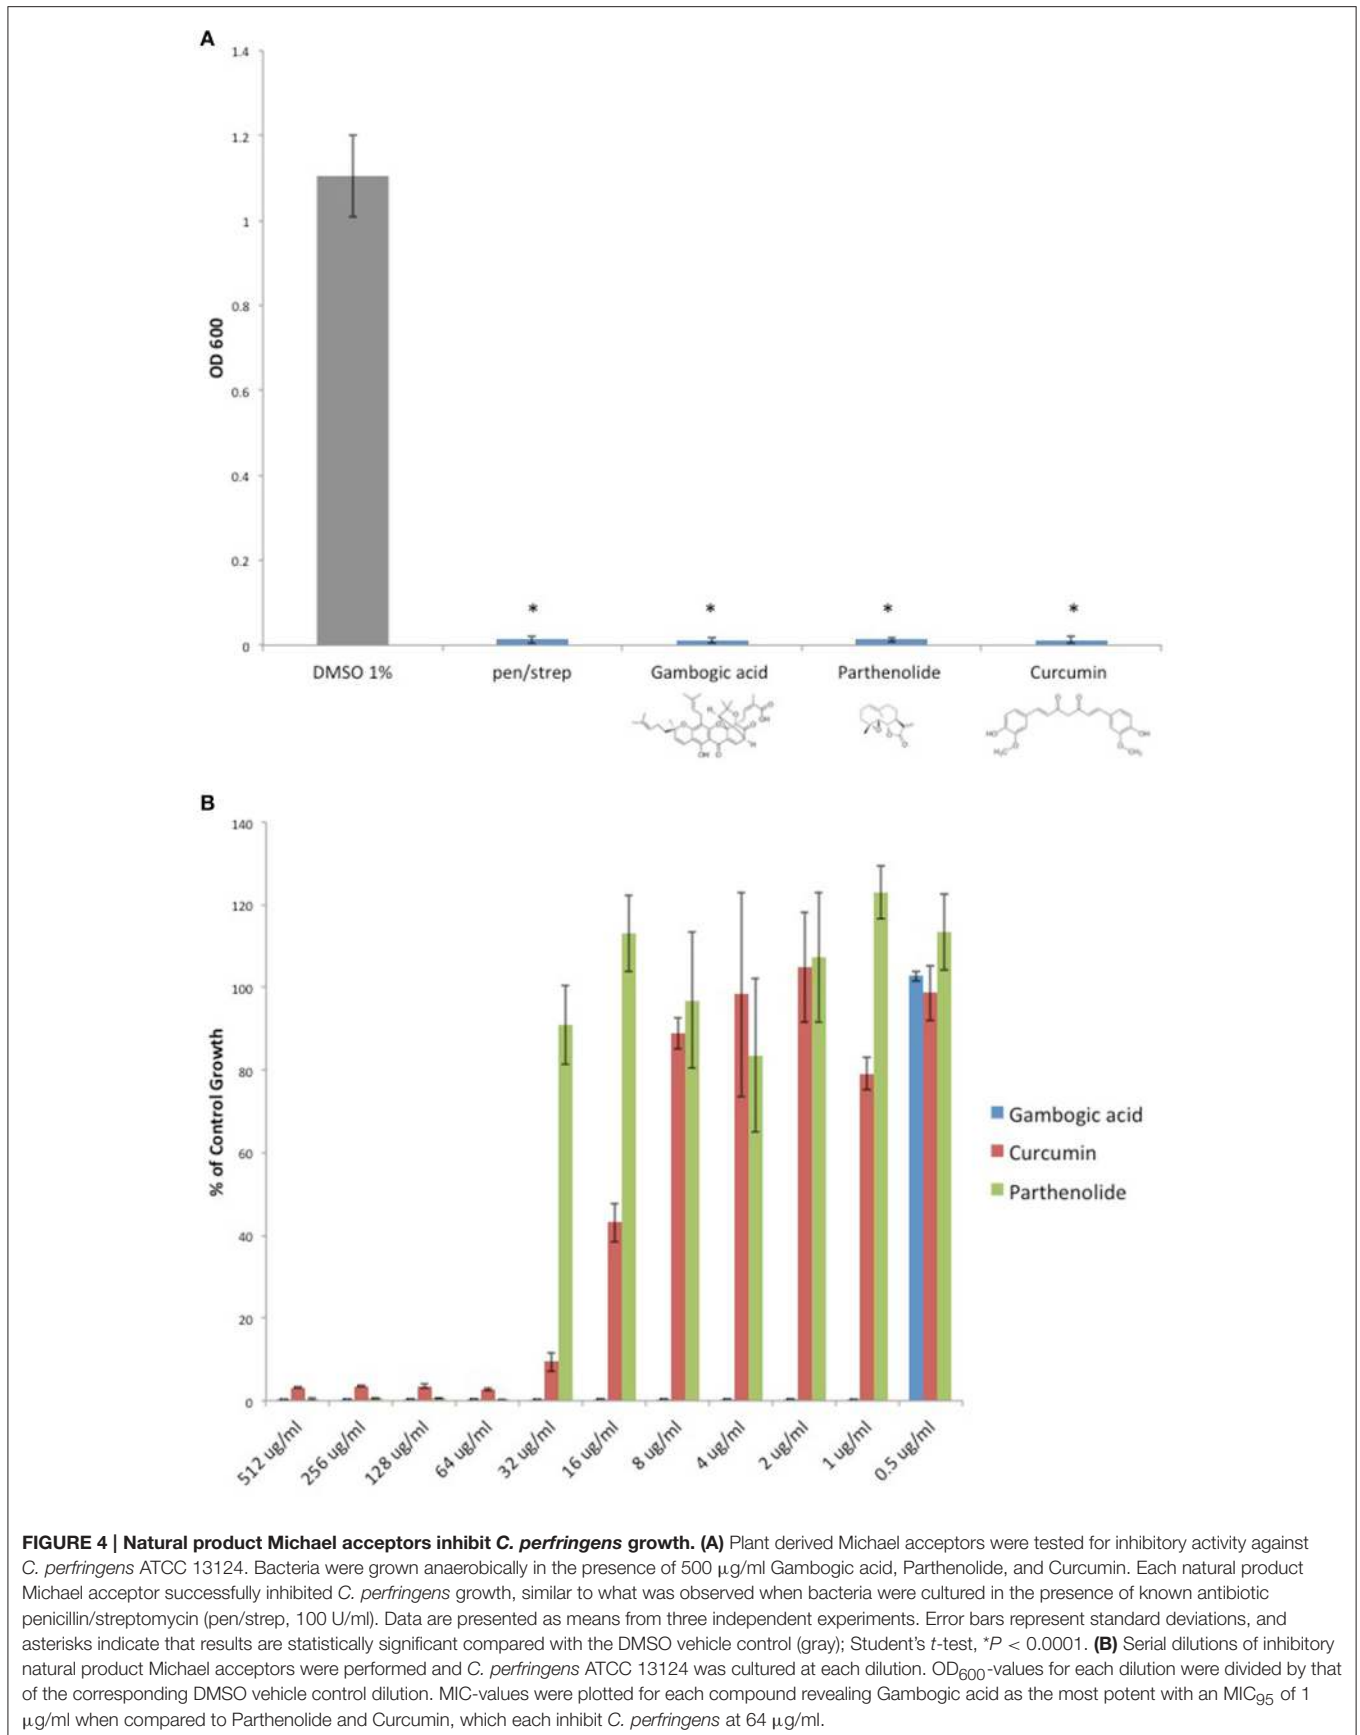 A
1.4
1.2
1
0.8
0.6
0.4
0.2
0
OD 600
* * * *
DMSO 1% pen/strep Gambogic acid Parthenolide Curcumin
B
140
120
100
80
60
40
20
0
% of Control Growth
512 ug/ml 256 ug/ml 128 ug/ml 64 ug/ml 32 ug/ml 16 ug/ml 8 ug/ml 4 ug/ml 2 ug/ml 1 ug/ml 0.5 ug/ml
Gambogic acid
Curcumin
Parthenolide
FIGURE 4 | Natural product Michael acceptors inhibit C. perfringens growth. (A) Plant derived Michael acceptors were tested for inhibitory activity against
C. perfringens ATCC 13124. Bacteria were grown anaerobically in the presence of 500 μg/ml Gambogic acid, Parthenolide, and Curcumin. Each natural product
Michael acceptor successfully inhibited C. perfringens growth, similar to what was observed when bacteria were cultured in the presence of known antibiotic
penicillin/streptomycin (pen/strep, 100 U/ml). Data are presented as means from three independent experiments. Error bars represent standard deviations, and
asterisks indicate that results are statistically significant compared with the DMSO vehicle control (gray); Student's t-test, *P < 0.0001. (B) Serial dilutions of inhibitory
natural product Michael acceptors were performed and C. perfringens ATCC 13124 was cultured at each dilution. OD600-values for each dilution were divided by that
of the corresponding DMSO vehicle control dilution. MIC-values were plotted for each compound revealing Gambogic acid as the most potent with an MIC95 of 1
μg/ml when compared to Parthenolide and Curcumin, which each inhibit C. perfringens at 64 μg/ml.